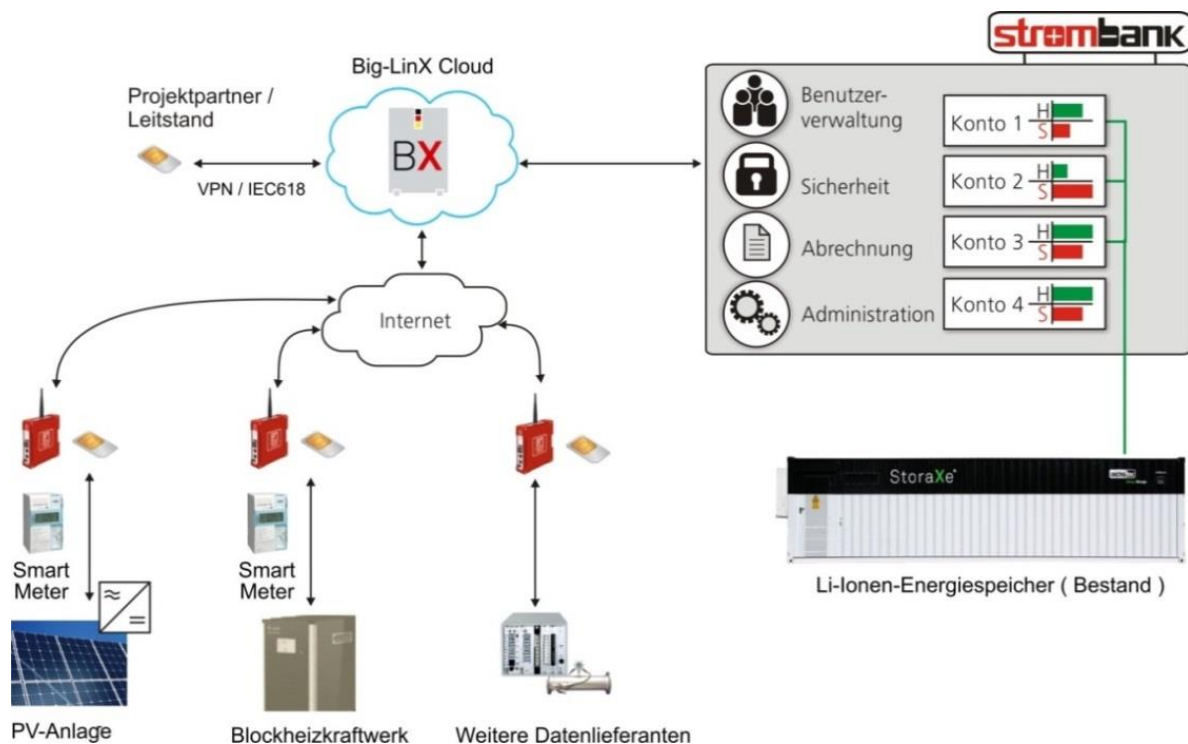 strombank
Big-LinX Cloud
Projektpartner /
Leitstand
BX
VPN / IEC618
Benutzer-
verwaltung
Sicherheit
Abrechnung
Administration
Konto 1
H
S
Konto 2
H
S
Konto 3
H
S
Konto 4
H
S
Internet
StoraXe
Li-Ionen-Energiespeicher ( Bestand )
Smart
Meter
Smart
Meter
PV-Anlage
Blockheizkraftwerk
Weitere Datenlieferanten